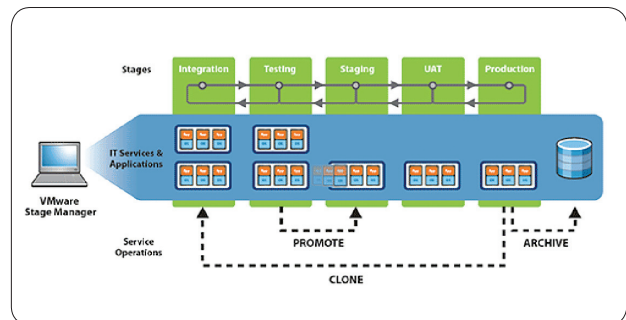 Stages
Integration
Testing
Staging
UAT
Production
IT Services &
Applications
VMware
Stage Manager
Service
Operations
PROMOTE
ARCHIVE
CLONE